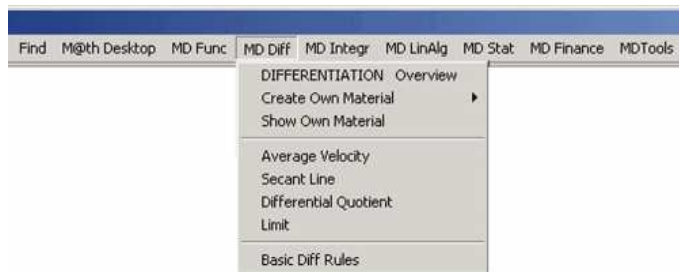 Find M@th Desktop MD Func MD Diff MD Integr MD LinAlg MD Stat MD Finance MDTools
DIFFERENTIATION Overview
Create Own Material
Show Own Material
Average Velocity
Secant Line
Differential Quotient
Limit
Basic Diff Rules